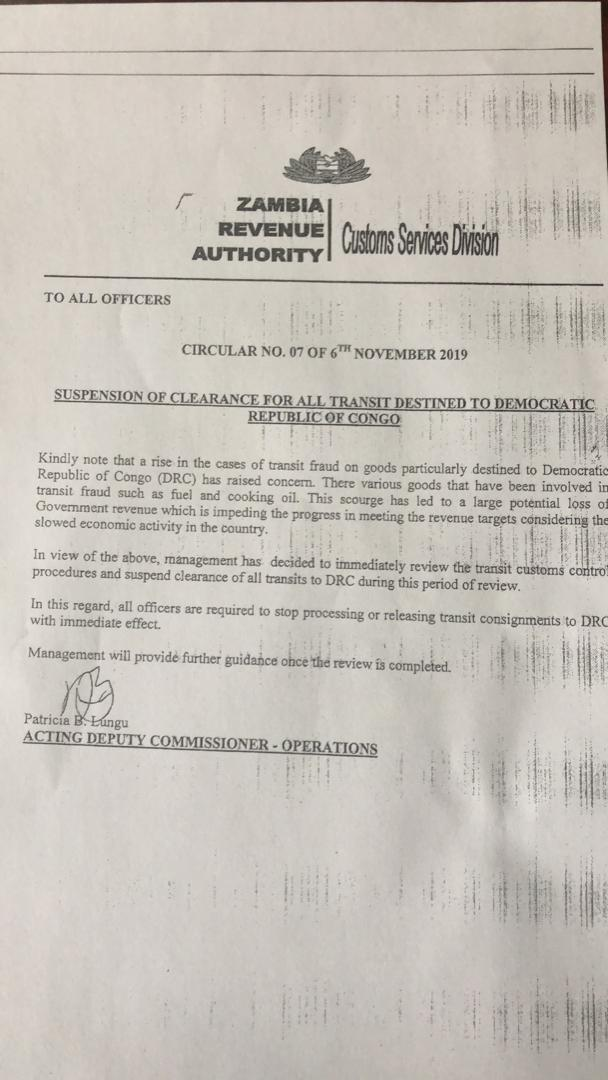 ZAMBIA
REVENUE
AUTHORITY
Customs Services Division
TO ALL OFFICERS
CIRCULAR NO. 07 OF 6TH NOVEMBER 2019
SUSPENSION OF CLEARANCE FOR ALL TRANSIT DESTINED TO DEMOCRATIC
REPUBLIC OF CONGO
Kindly note that a rise in the cases of transit fraud on goods particularly destined to Democratic
Republic of Congo (DRC) has raised concern. There various goods that have been involved in
transit fraud such as fuel and cooking oil. This scourge has led to a large potential loss of
Government revenue which is impeding the progress in meeting the revenue targets considering the
slowed economic activity in the country.
In view of the above, management has decided to immediately review the transit customs control
procedures and suspend clearance of all transits to DRC during this period of review.
In this regard, all officers are required to stop processing or releasing transit consignments to DRC
with immediate effect.
Management will provide further guidance once the review is completed.
Patricia B. Lungu
ACTING DEPUTY COMMISSIONER - OPERATIONS